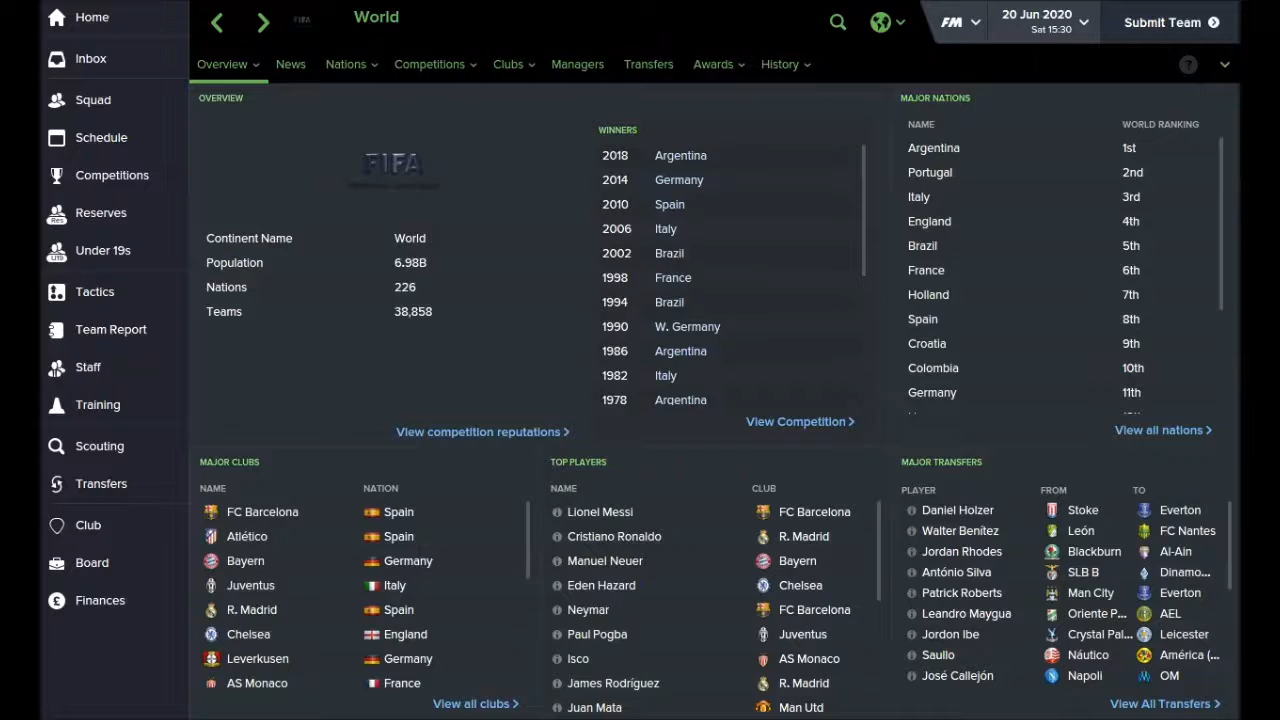 Home
Inbox
Squad
Schedule
Competitions
Reserves
Under 19s
Tactics
Team Report
Staff
Training
Scouting
Transfers
Club
Board
Finances
FIFA
World
FM
20 Jun 2020
Sat 15:30
Submit Team
Overview News Nations Competitions Clubs Managers Transfers Awards History ?
OVERVIEW
FIFA
Continent Name World
Population 6.98B
Nations 226
Teams 38,858
View competition reputations >
WINNERS
2018 Argentina
2014 Germany
2010 Spain
2006 Italy
2002 Brazil
1998 France
1994 Brazil
1990 W. Germany
1986 Argentina
1982 Italy
1978 Argentina
View Competition >
MAJOR NATIONS
NAME WORLD RANKING
Argentina 1st
Portugal 2nd
Italy 3rd
England 4th
Brazil 5th
France 6th
Holland 7th
Spain 8th
Croatia 9th
Colombia 10th
Germany 11th
View all nations >
MAJOR CLUBS
NAME NATION
FC Barcelona Spain
Atlético Spain
Bayern Germany
Juventus Italy
R. Madrid Spain
Chelsea England
Leverkusen Germany
AS Monaco France
View all clubs >
TOP PLAYERS
NAME CLUB
Lionel Messi FC Barcelona
Cristiano Ronaldo R. Madrid
Manuel Neuer Bayern
Eden Hazard Chelsea
Neymar FC Barcelona
Paul Pogba Juventus
Isco AS Monaco
James Rodríguez R. Madrid
Juan Mata Man Utd
MAJOR TRANSFERS
PLAYER FROM TO
Daniel Holzer Stoke Everton
Walter Benítez León FC Nantes
Jordan Rhodes Blackburn Al-Ain
António Silva SLB B Dinamo...
Patrick Roberts Man City Everton
Leandro Maygua Oriente P... AEL
Jordon Ibe Crystal Pal... Leicester
Saullo Náutico América (...
José Callejón Napoli OM
View All Transfers >